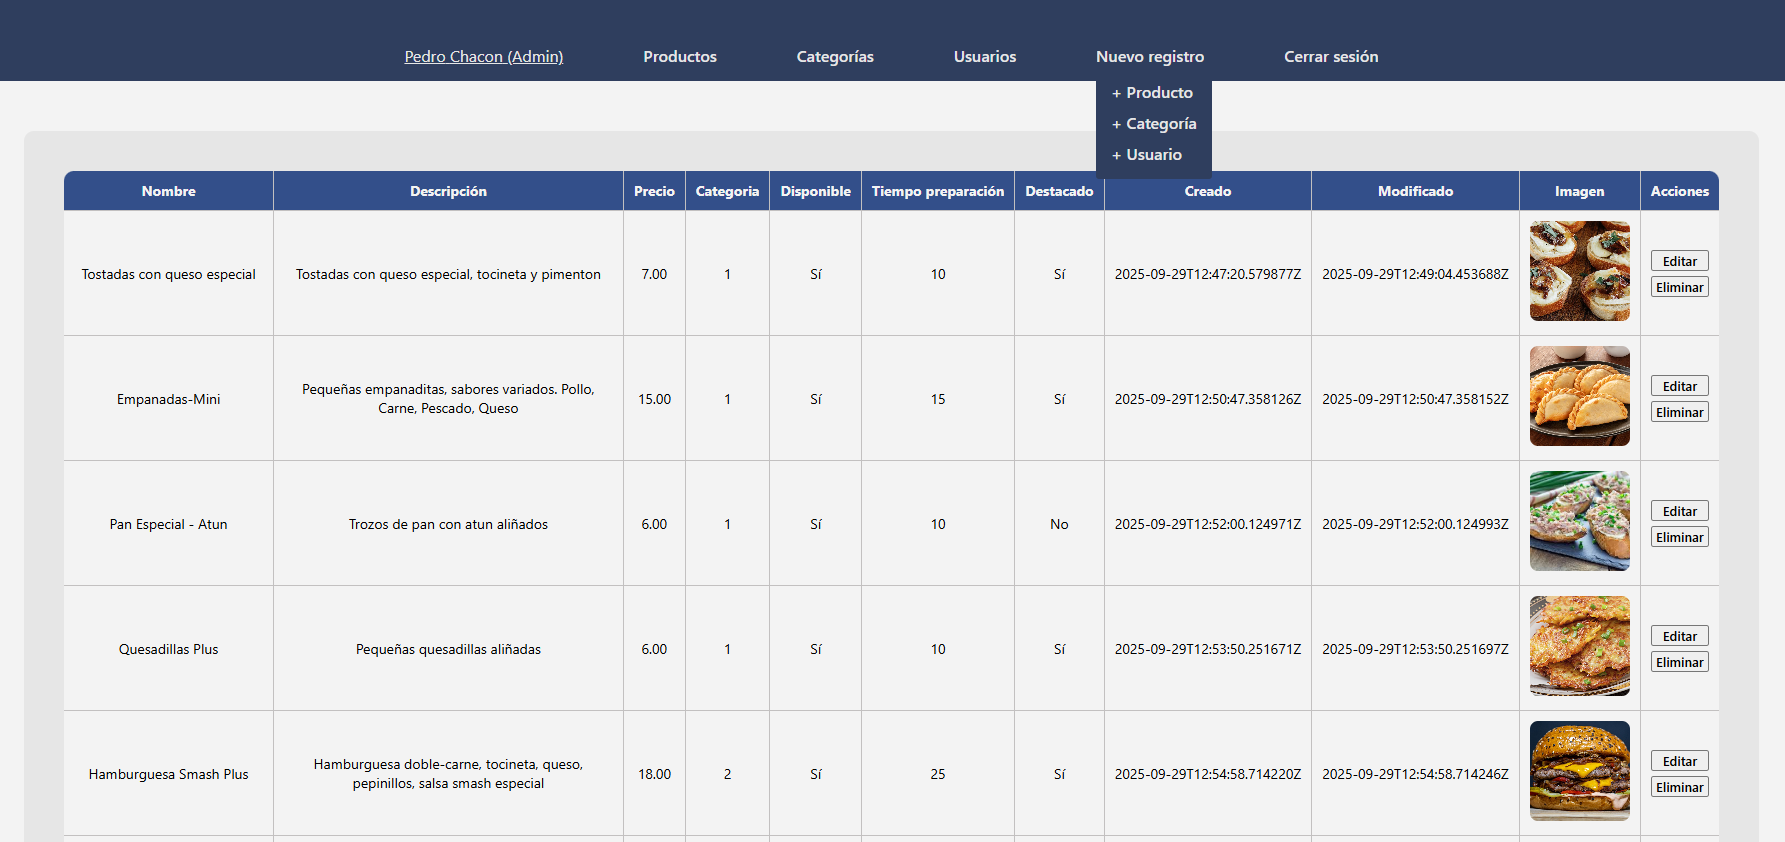 Pedro Chacon (Admin) Productos Categorías Usuarios Nuevo registro Cerrar sesión
+ Producto
+ Categoría
+ Usuario
Nombre Descripción Precio Categoria Disponible Tiempo preparación Destacado Creado Modificado Imagen Acciones
Tostadas con queso especial Tostadas con queso especial, tocineta y pimenton 7.00 1 Sí 10 Sí 2025-09-29T12:47:20.579877Z 2025-09-29T12:49:04.453688Z
Editar
Eliminar
Empanadas-Mini Pequeñas empanaditas, sabores variados. Pollo,
Carne, Pescado, Queso 15.00 1 Sí 15 Sí 2025-09-29T12:50:47.358126Z 2025-09-29T12:50:47.358152Z
Editar
Eliminar
Pan Especial - Atun Trozos de pan con atun aliñados 6.00 1 Sí 10 No 2025-09-29T12:52:00.124971Z 2025-09-29T12:52:00.124993Z
Editar
Eliminar
Quesadillas Plus Pequeñas quesadillas aliñadas 6.00 1 Sí 10 Sí 2025-09-29T12:53:50.251671Z 2025-09-29T12:53:50.251697Z
Editar
Eliminar
Hamburguesa Smash Plus Hamburguesa doble-carne, tocineta, queso,
pepinillos, salsa smash especial 18.00 2 Sí 25 Sí 2025-09-29T12:54:58.714220Z 2025-09-29T12:54:58.714246Z
Editar
Eliminar